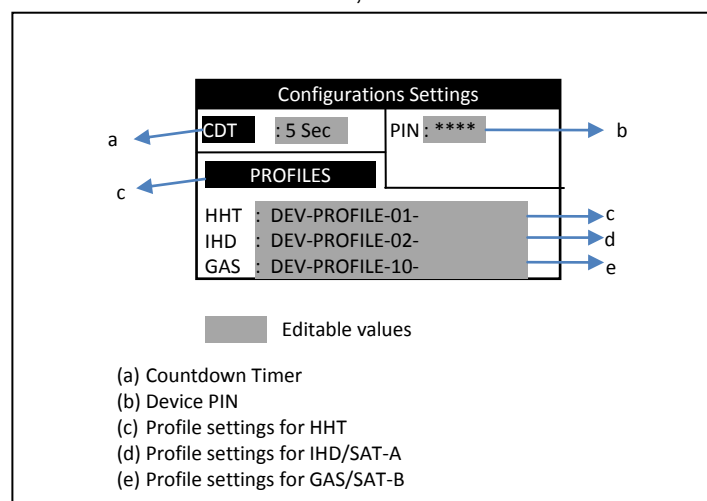 Configurations Settings
CDT : 5 Sec PIN : ****
a b
PROFILES
c
HHT : DEV-PROFILE-01- c
IHD : DEV-PROFILE-02- d
GAS : DEV-PROFILE-10- e
Editable values
(a) Countdown Timer
(b) Device PIN
(c) Profile settings for HHT
(d) Profile settings for IHD/SAT-A
(e) Profile settings for GAS/SAT-B